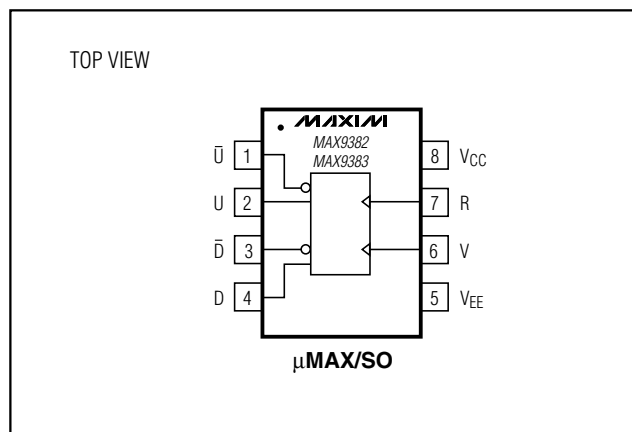 TOP VIEW
MAXIM
MAX9382
MAX9383
Ū 1
U 2
D̄ 3
D 4
8 VCC
7 R
6 V
5 VEE
μMAX/SO